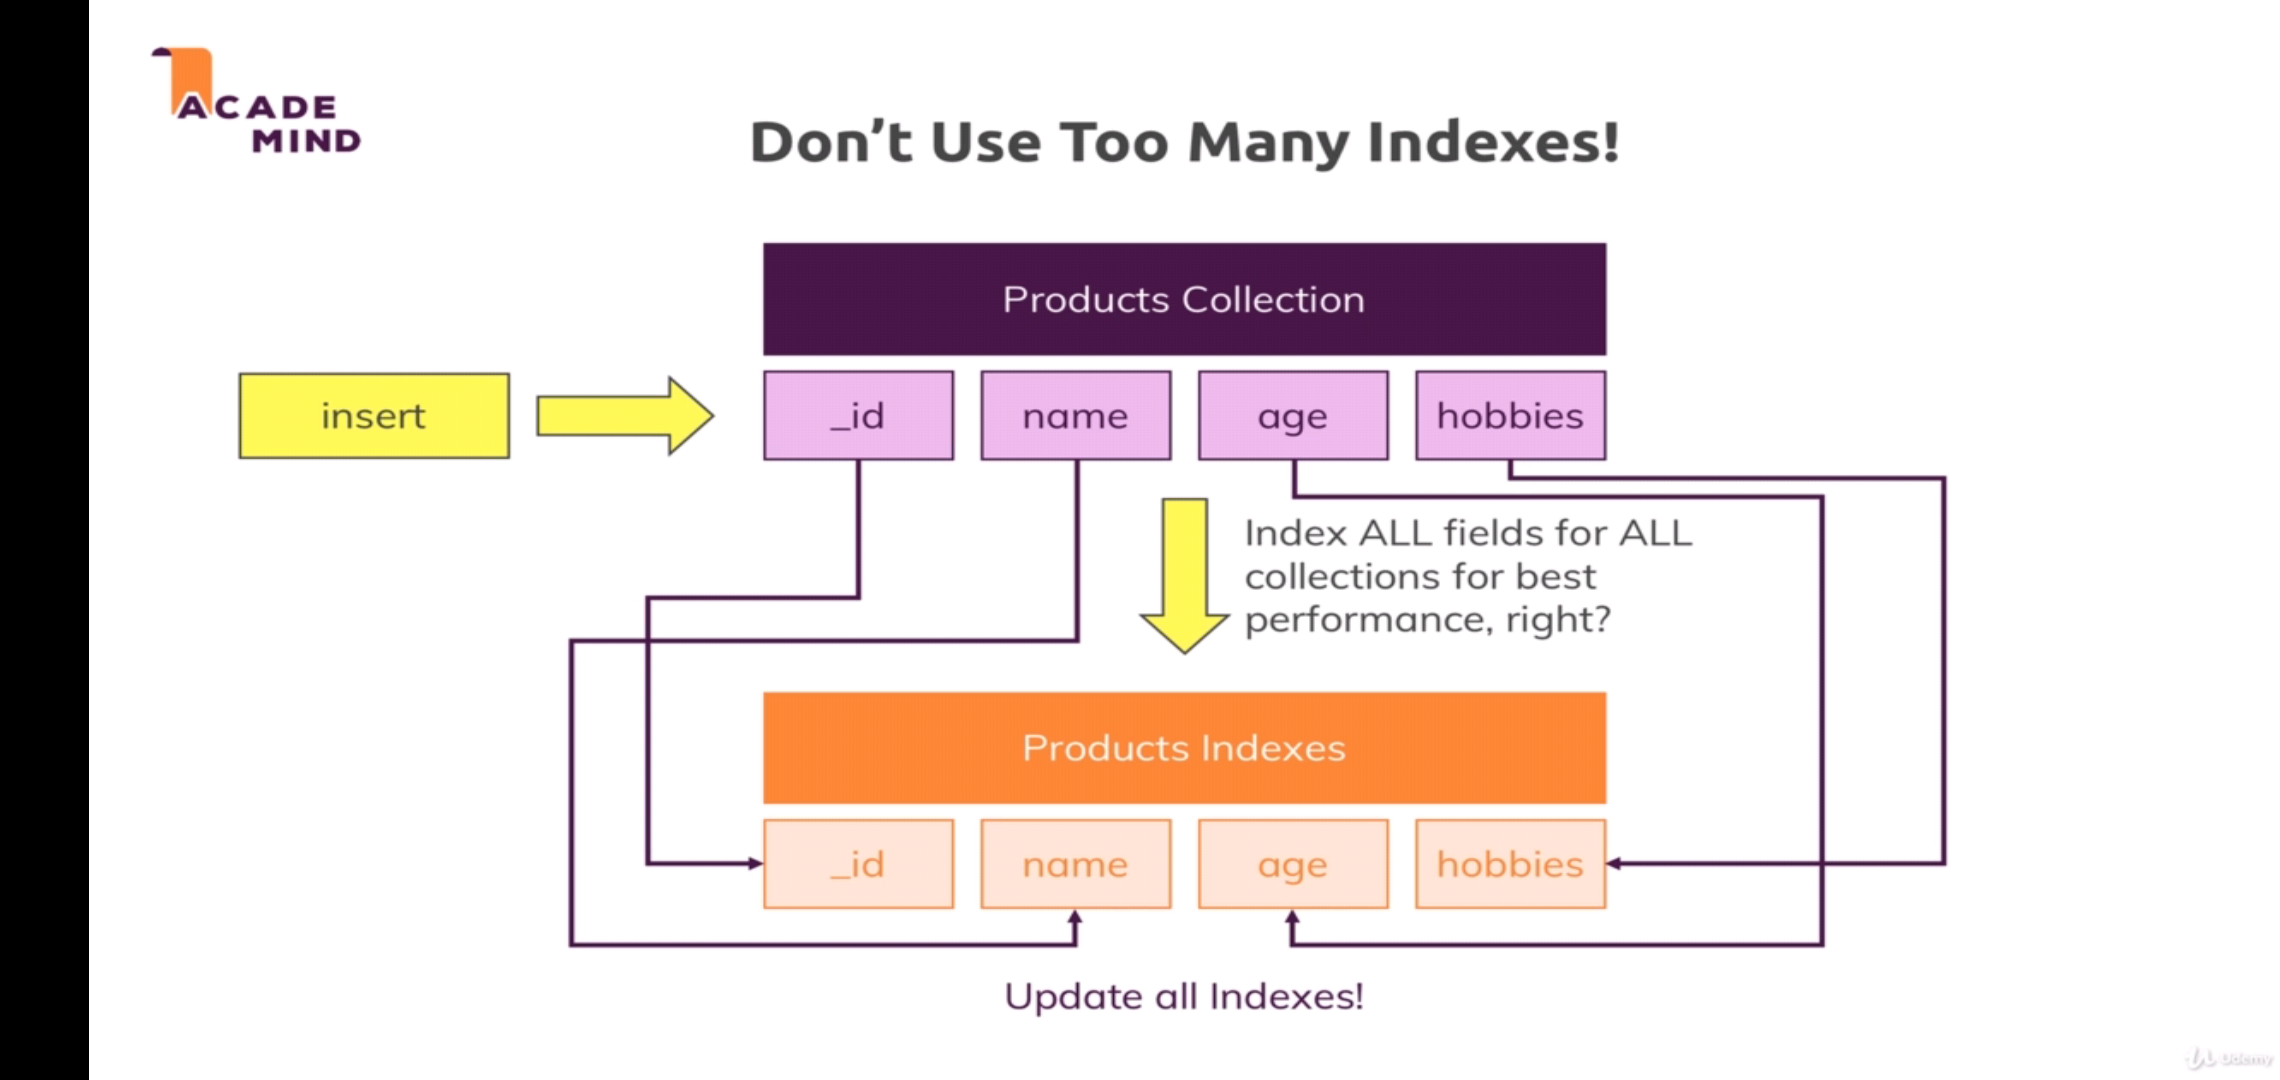 ACADE
MIND
Don’t Use Too Many Indexes!
Products Collection
insert
_id
name
age
hobbies
Index ALL fields for ALL
collections for best
performance, right?
Products Indexes
_id
name
age
hobbies
Update all Indexes!
Udemy